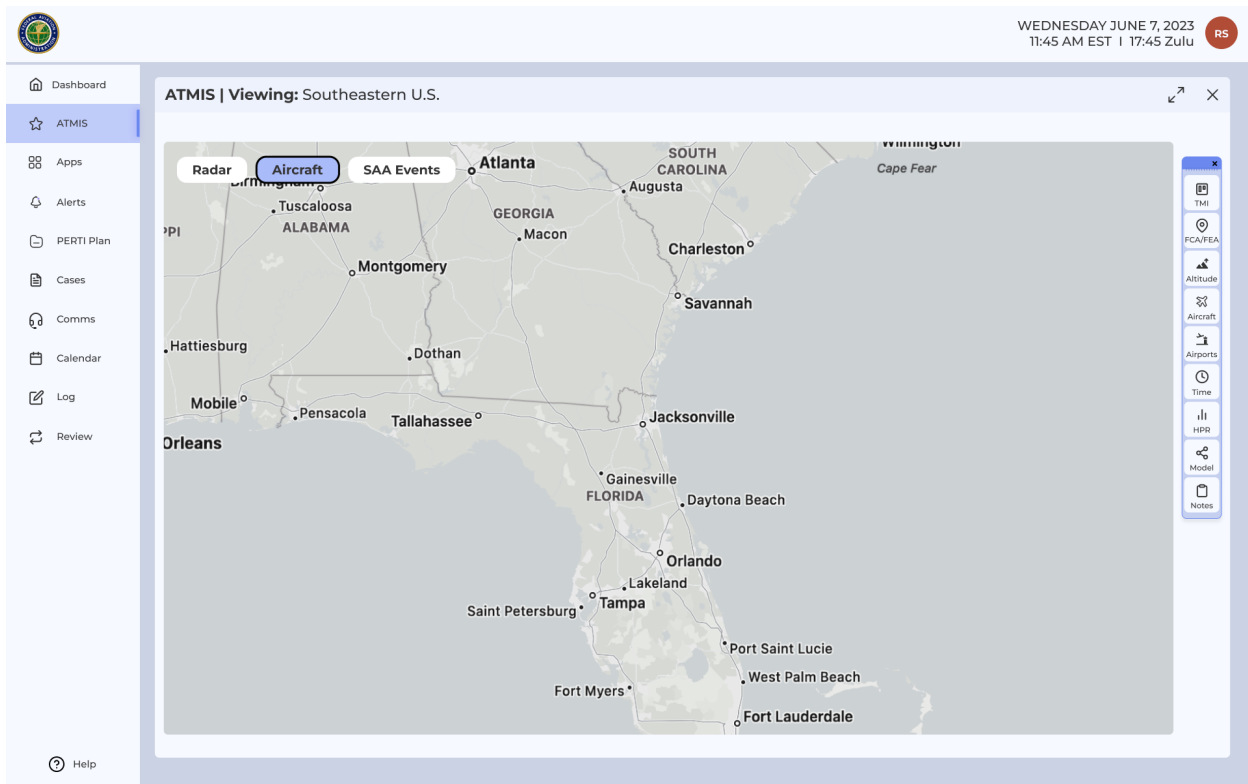 WEDNESDAY JUNE 7, 2023
11:45 AM EST I 17:45 Zulu
RS
Dashboard
ATMIS
Apps
Alerts
PERTI Plan
Cases
Comms
Calendar
Log
Review
Help
ATMIS | Viewing: Southeastern U.S.
Radar
Aircraft
SAA Events
Wilmington
Cape Fear
SOUTH
CAROLINA
Atlanta
Birmingham
Augusta
Tuscaloosa
GEORGIA
PPI
ALABAMA
Macon
Charleston
Montgomery
Savannah
Hattiesburg
Dothan
Mobile
Pensacola
Tallahassee
Jacksonville
Orleans
Gainesville
FLORIDA
Daytona Beach
Orlando
Lakeland
Tampa
Saint Petersburg
Port Saint Lucie
West Palm Beach
Fort Myers
Fort Lauderdale
TMI
FCA/FEA
Altitude
Aircraft
Airports
Time
HPR
Model
Notes